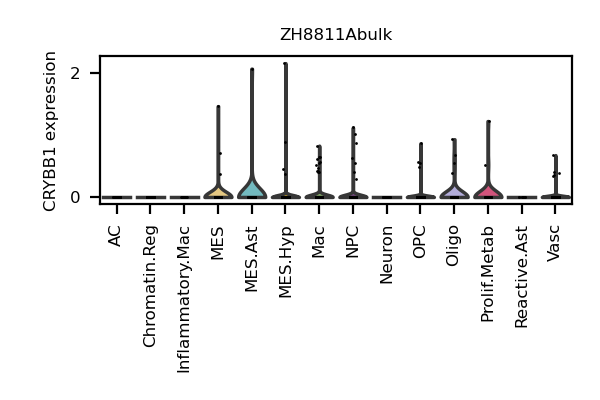 ZH8811Abulk
CRYBB1 expression
2
0
AC
Chromatin.Reg
Inflammatory.Mac
MES
MES.Ast
MES.Hyp
Mac
NPC
Neuron
OPC
Oligo
Prolif.Metab
Reactive.Ast
Vasc